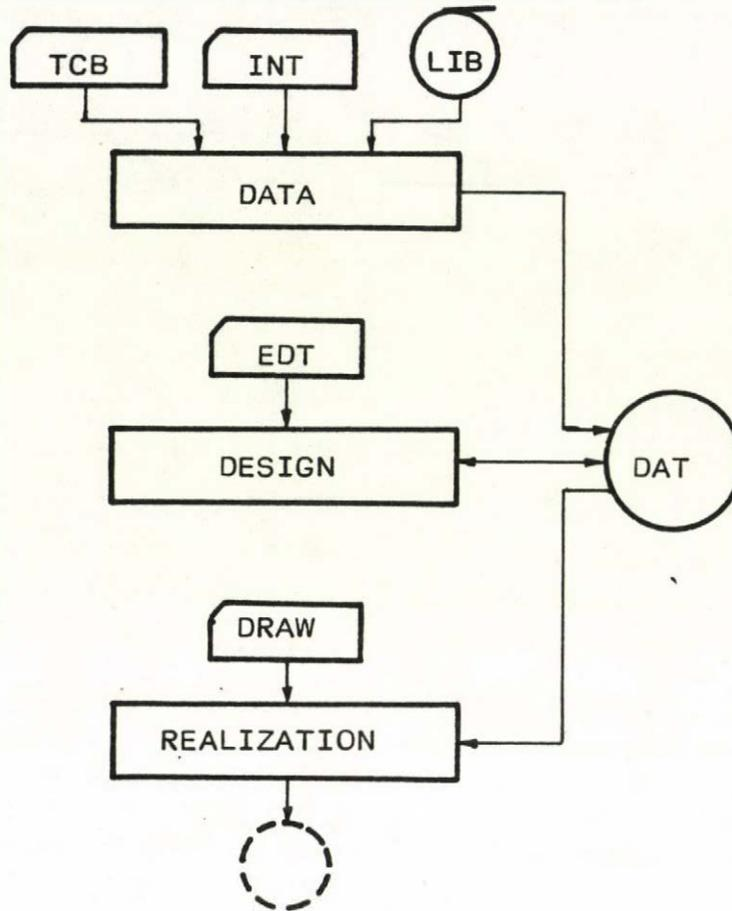 TCB
INT
LIB
DATA
EDT
DESIGN
DAT
DRAW
REALIZATION